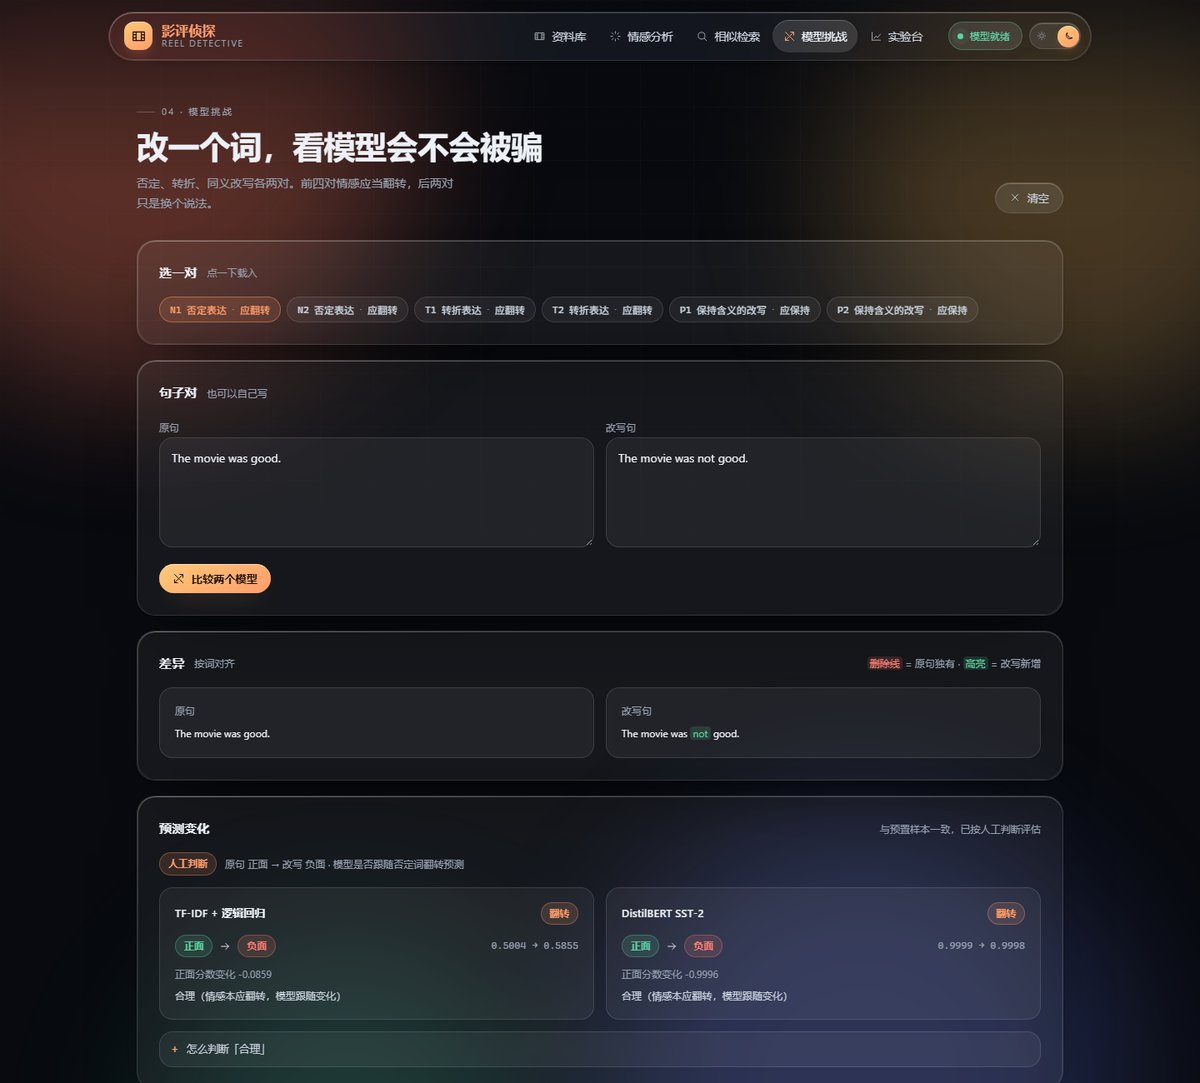 影评侦探
REEL DETECTIVE
资料库 情感分析 相似检索 模型挑战 实验台 模型就绪
04 · 模型挑战
改一个词，看模型会不会被骗
否定、转折、同义改写各两对。前四对情感应当翻转，后两对
只是换个说法。
清空
选一对 点一下载入
N1 否定表达 · 应翻转 N2 否定表达 · 应翻转 T1 转折表达 · 应翻转 T2 转折表达 · 应翻转 P1 保持含义的改写 · 应保持 P2 保持含义的改写 · 应保持
句子对 也可以自己写
原句 改写句
The movie was good. The movie was not good.
比较两个模型
差异 按词对齐 删除线 = 原句独有 · 高亮 = 改写新增
原句 改写句
The movie was good. The movie was not good.
预测变化 与预置样本一致，已按人工判断评估
人工判断 原句 正面 → 改写 负面 · 模型是否跟随否定词翻转预测
TF-IDF + 逻辑回归 翻转 DistilBERT SST-2 翻转
正面 → 负面 0.5004 → 0.5855 正面 → 负面 0.9999 → 0.9998
正面分数变化 -0.0859 正面分数变化 -0.9996
合理（情感本应翻转，模型跟随变化） 合理（情感本应翻转，模型跟随变化）
+ 怎么判断「合理」